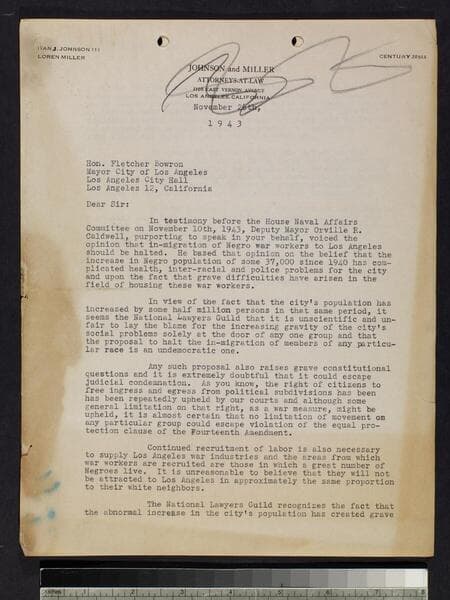 IVAN J. JOHNSON III
LOREN MILLER
CENTURY
JOHNSON and MILLER
ATTORNEYS-AT-LAW
EAST VERNON AVENUE
LOS ANGELES, CALIFORNIA
November
1943
Hon. Fletcher Bowron
Mayor City of Los Angeles
Los Angeles City Hall
Los Angeles 12, California
Dear Sir:
In testimony before the House Naval Affairs
Committee on November 10th, 1943, Deputy Mayor Orville R.
Caldwell, purporting to speak in your behalf, voiced the
opinion that in-migration of Negro war workers to Los Angeles
should be halted. He based that opinion on the belief that the
increase in Negro population of some 37,000 since 1940 has com-
plicated health, inter-racial and police problems for the city
and upon the fact that grave difficulties have arisen in the
field of housing these war workers.
In view of the fact that the city's population has
increased by some half million persons in that same period, it
seems the National Lawyers Guild that it is unscientific and un-
fair to lay the blame for the increasing gravity of the city's
social problems solely at the door of any one group and that
the proposal to halt the in-migration of members of any particu-
lar race is an undemocratic one.
Any such proposal also raises grave constitutional
questions and it is extremely doubtful that it could escape
judicial condemnation. As you know, the right of citizens to
free ingress and egress from political subdivisions has been
has been repeatedly upheld by our courts and although some
general limitation on that right, as a war measure, might be
upheld, it is almost certain that no limitation of movement on
any particular group could escape violation of the equal pro-
tection clause of the Fourteenth Amendment.
Continued recruitment of labor is also necessary
to supply Los Angeles war industries and the areas from which
war workers are recruited are those in which a great number of
Negroes live. It is unreasonable to believe that they will not
be attracted to Los Angeles in approximately the same proportion
to their white neighbors.
The National Lawyers Guild recognizes the fact that
the abnormal increase in the city's population has created grave